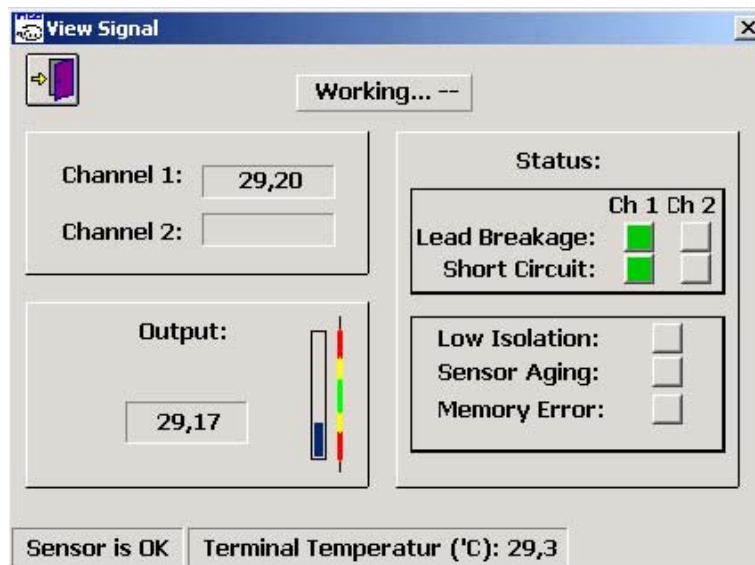 View Signal
Working... --
Channel 1: 29,20
Channel 2:
Output:
29,17
Status:
Ch 1 Ch 2
Lead Breakage:
Short Circuit:
Low Isolation:
Sensor Aging:
Memory Error:
Sensor is OK
Terminal Temperatur ('C): 29,3